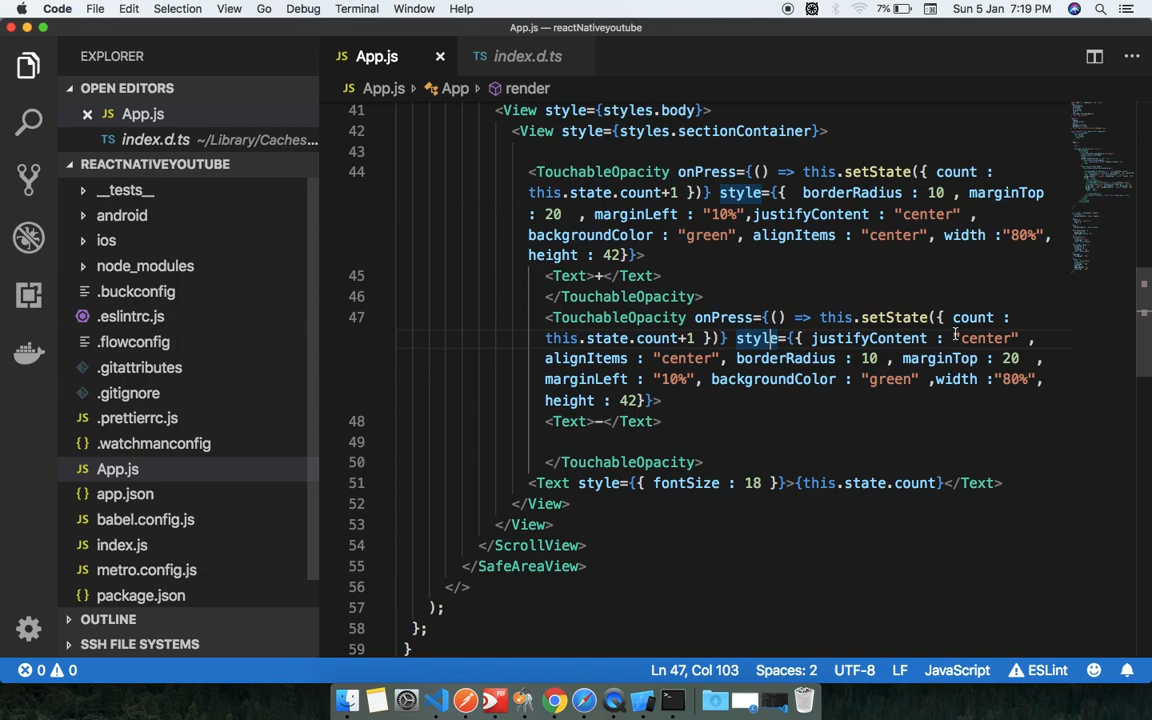 Code File Edit Selection View Go Debug Terminal Window Help 7% Sun 5 Jan 7:19 PM
App.js — reactNativeyoutube
EXPLORER
JS App.js
TS index.d.ts
OPEN EDITORS
App.js > App > render
JS App.js
TS index.d.ts ~/Library/Caches...
REACTNATIVEYOUTUBE
__tests__
android
ios
node_modules
.buckconfig
.eslintrc.js
.flowconfig
.gitattributes
.gitignore
.prettierrc.js
{} .watchmanconfig
JS App.js
{} app.json
babel.config.js
JS index.js
JS metro.config.js
{} package.json
OUTLINE
SSH FILE SYSTEMS
41 <View style={styles.body}>
42 <View style={styles.sectionContainer}>
43
44 <TouchableOpacity onPress={() => this.setState({ count :
this.state.count+1 })} style={{  borderRadius : 10 , marginTop
: 20  , marginLeft : "10%",justifyContent : "center" ,
backgroundColor : "green", alignItems : "center", width :"80%",
height : 42}}>
45 <Text>+</Text>
46 </TouchableOpacity>
47 <TouchableOpacity onPress={() => this.setState({ count :
this.state.count+1 })} style={{ justifyContent : "center" ,
alignItems : "center", borderRadius : 10 , marginTop : 20  ,
marginLeft : "10%", backgroundColor : "green" ,width :"80%",
height : 42}}>
48 <Text>-</Text>
49
50 </TouchableOpacity>
51 <Text style={{ fontSize : 18 }}>{this.state.count}</Text>
52 </View>
53 </View>
54 </ScrollView>
55 </SafeAreaView>
56 </>
57 );
58 };
59 }
0 0 Ln 47, Col 103 Spaces: 2 UTF-8 LF JavaScript ESLint